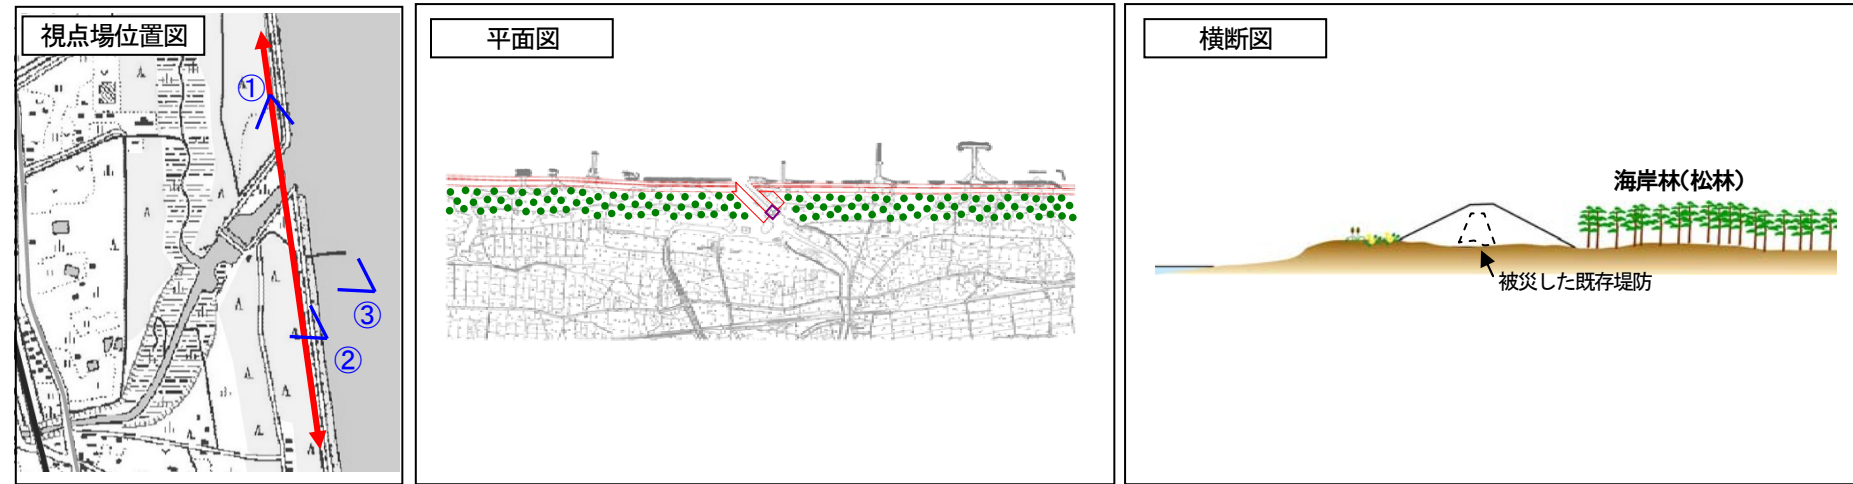 視点場位置図
①
②
③
平面図
横断図
海岸林(松林)
被災した既存堤防